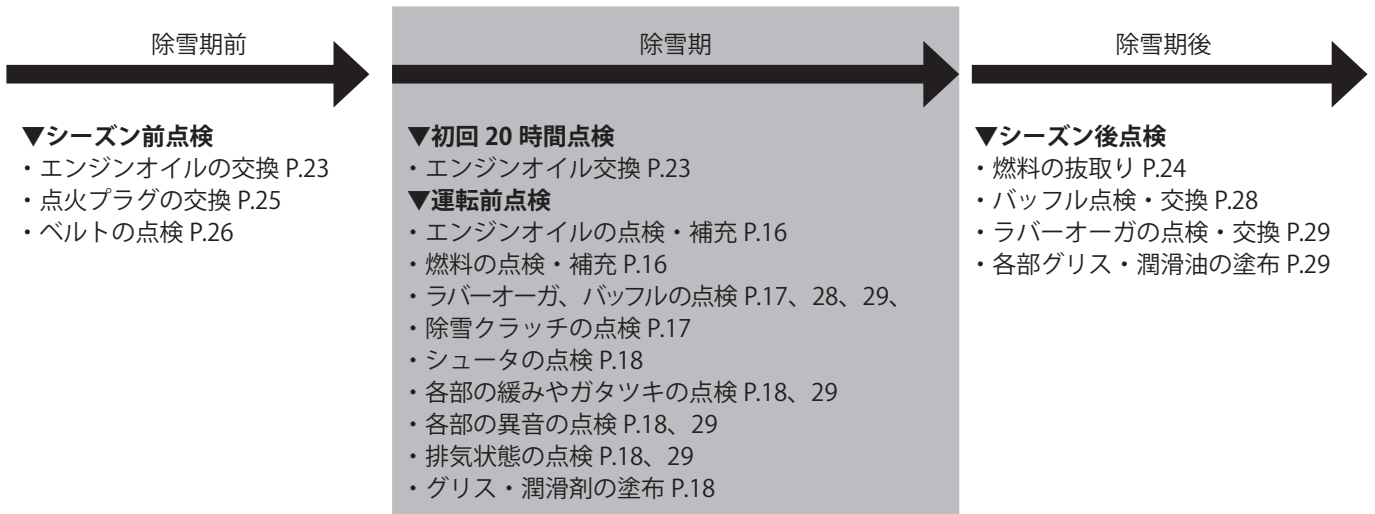 除雪期前
▼シーズン前点検
・エンジンオイルの交換 P.23
・点火プラグの交換 P.25
・ベルトの点検 P.26
除雪期
▼初回 20 時間点検
・エンジンオイル交換 P.23
▼運転前点検
・エンジンオイルの点検・補充 P.16
・燃料の点検・補充 P.16
・ラバーオーガ、バッフルの点検 P.17、28、29、
・除雪クラッチの点検 P.17
・シュータの点検 P.18
・各部の緩みやガタツキの点検 P.18、29
・各部の異音の点検 P.18、29
・排気状態の点検 P.18、29
・グリス・潤滑剤の塗布 P.18
除雪期後
▼シーズン後点検
・燃料の抜取り P.24
・バッフル点検・交換 P.28
・ラバーオーガの点検・交換 P.29
・各部グリス・潤滑油の塗布 P.29